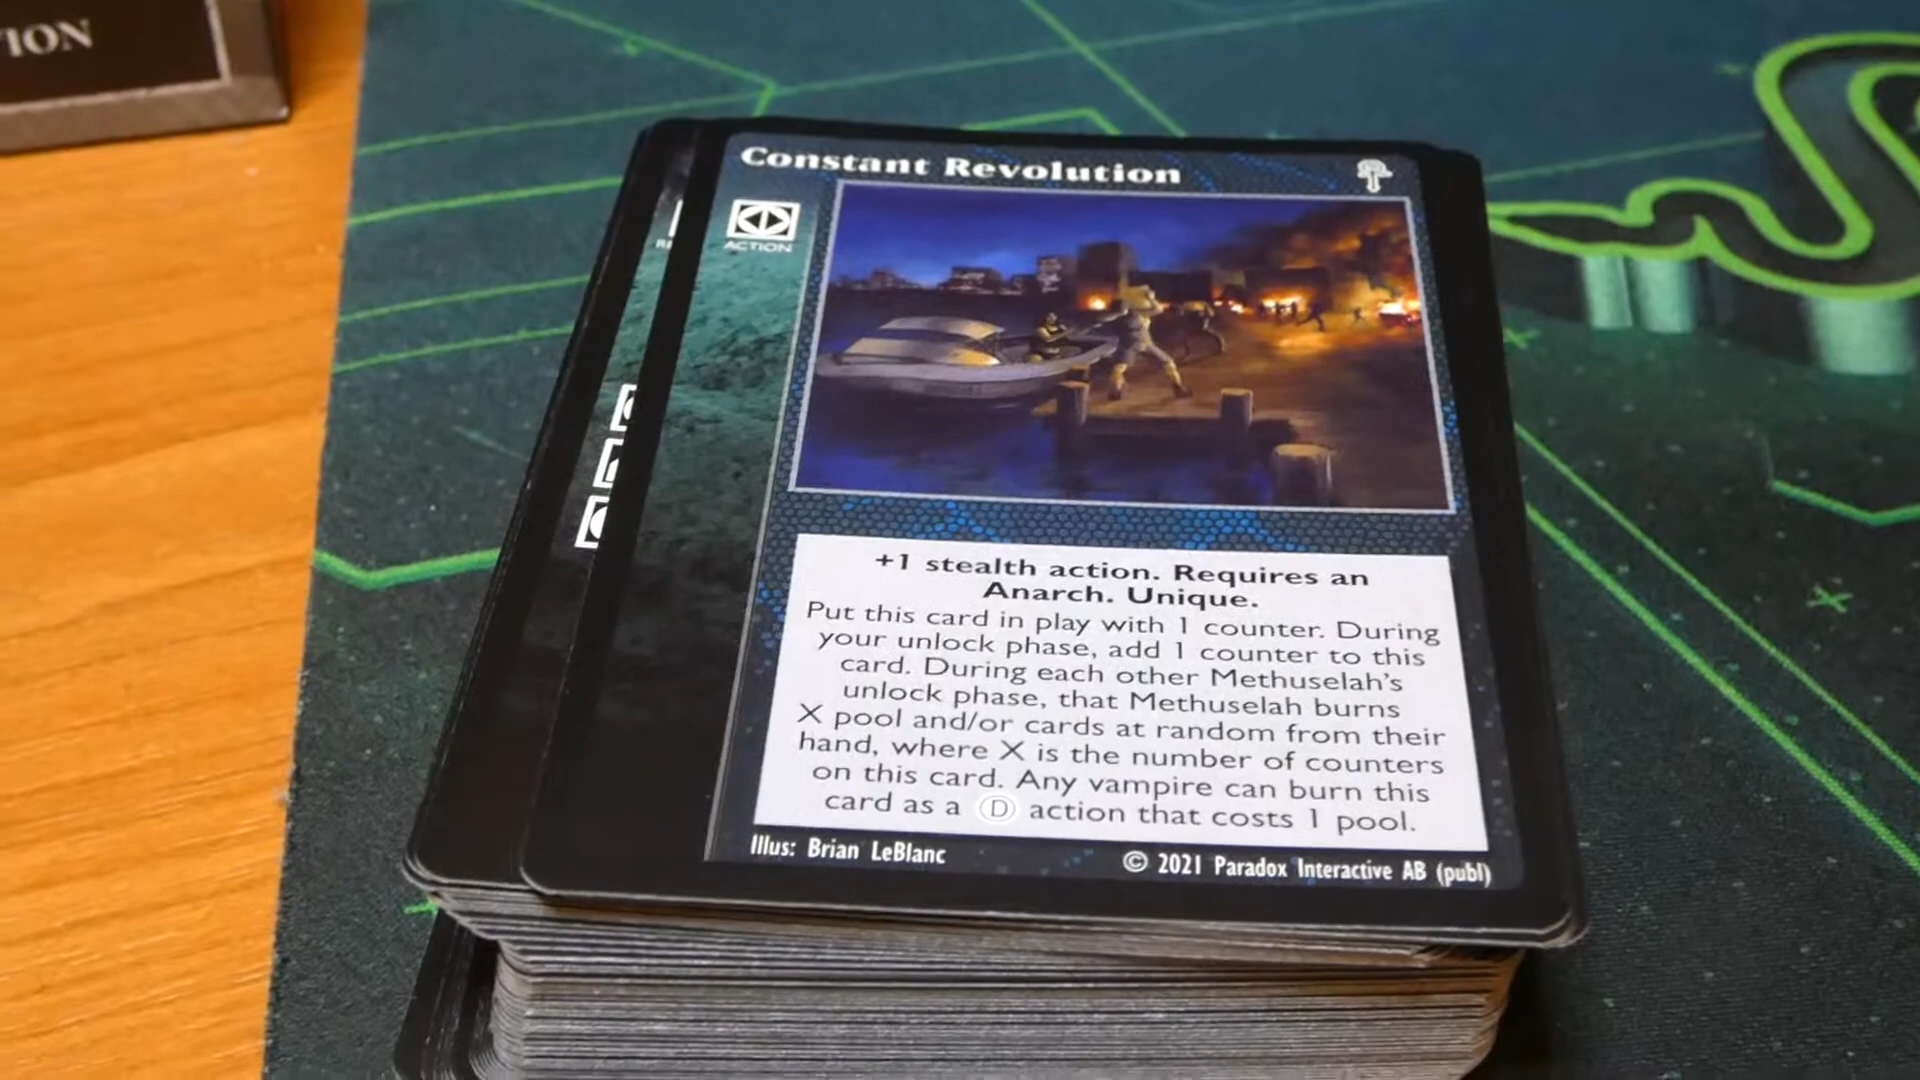 Constant Revolution
ACTION
+1 stealth action. Requires an
Anarch. Unique.
Put this card in play with 1 counter. During
your unlock phase, add 1 counter to this
card. During each other Methuselah's
unlock phase, that Methuselah burns
X pool and/or cards at random from their
hand, where X is the number of counters
on this card. Any vampire can burn this
card as a Ⓓ action that costs 1 pool.
Illus: Brian LeBlanc
© 2021 Paradox Interactive AB (publ)